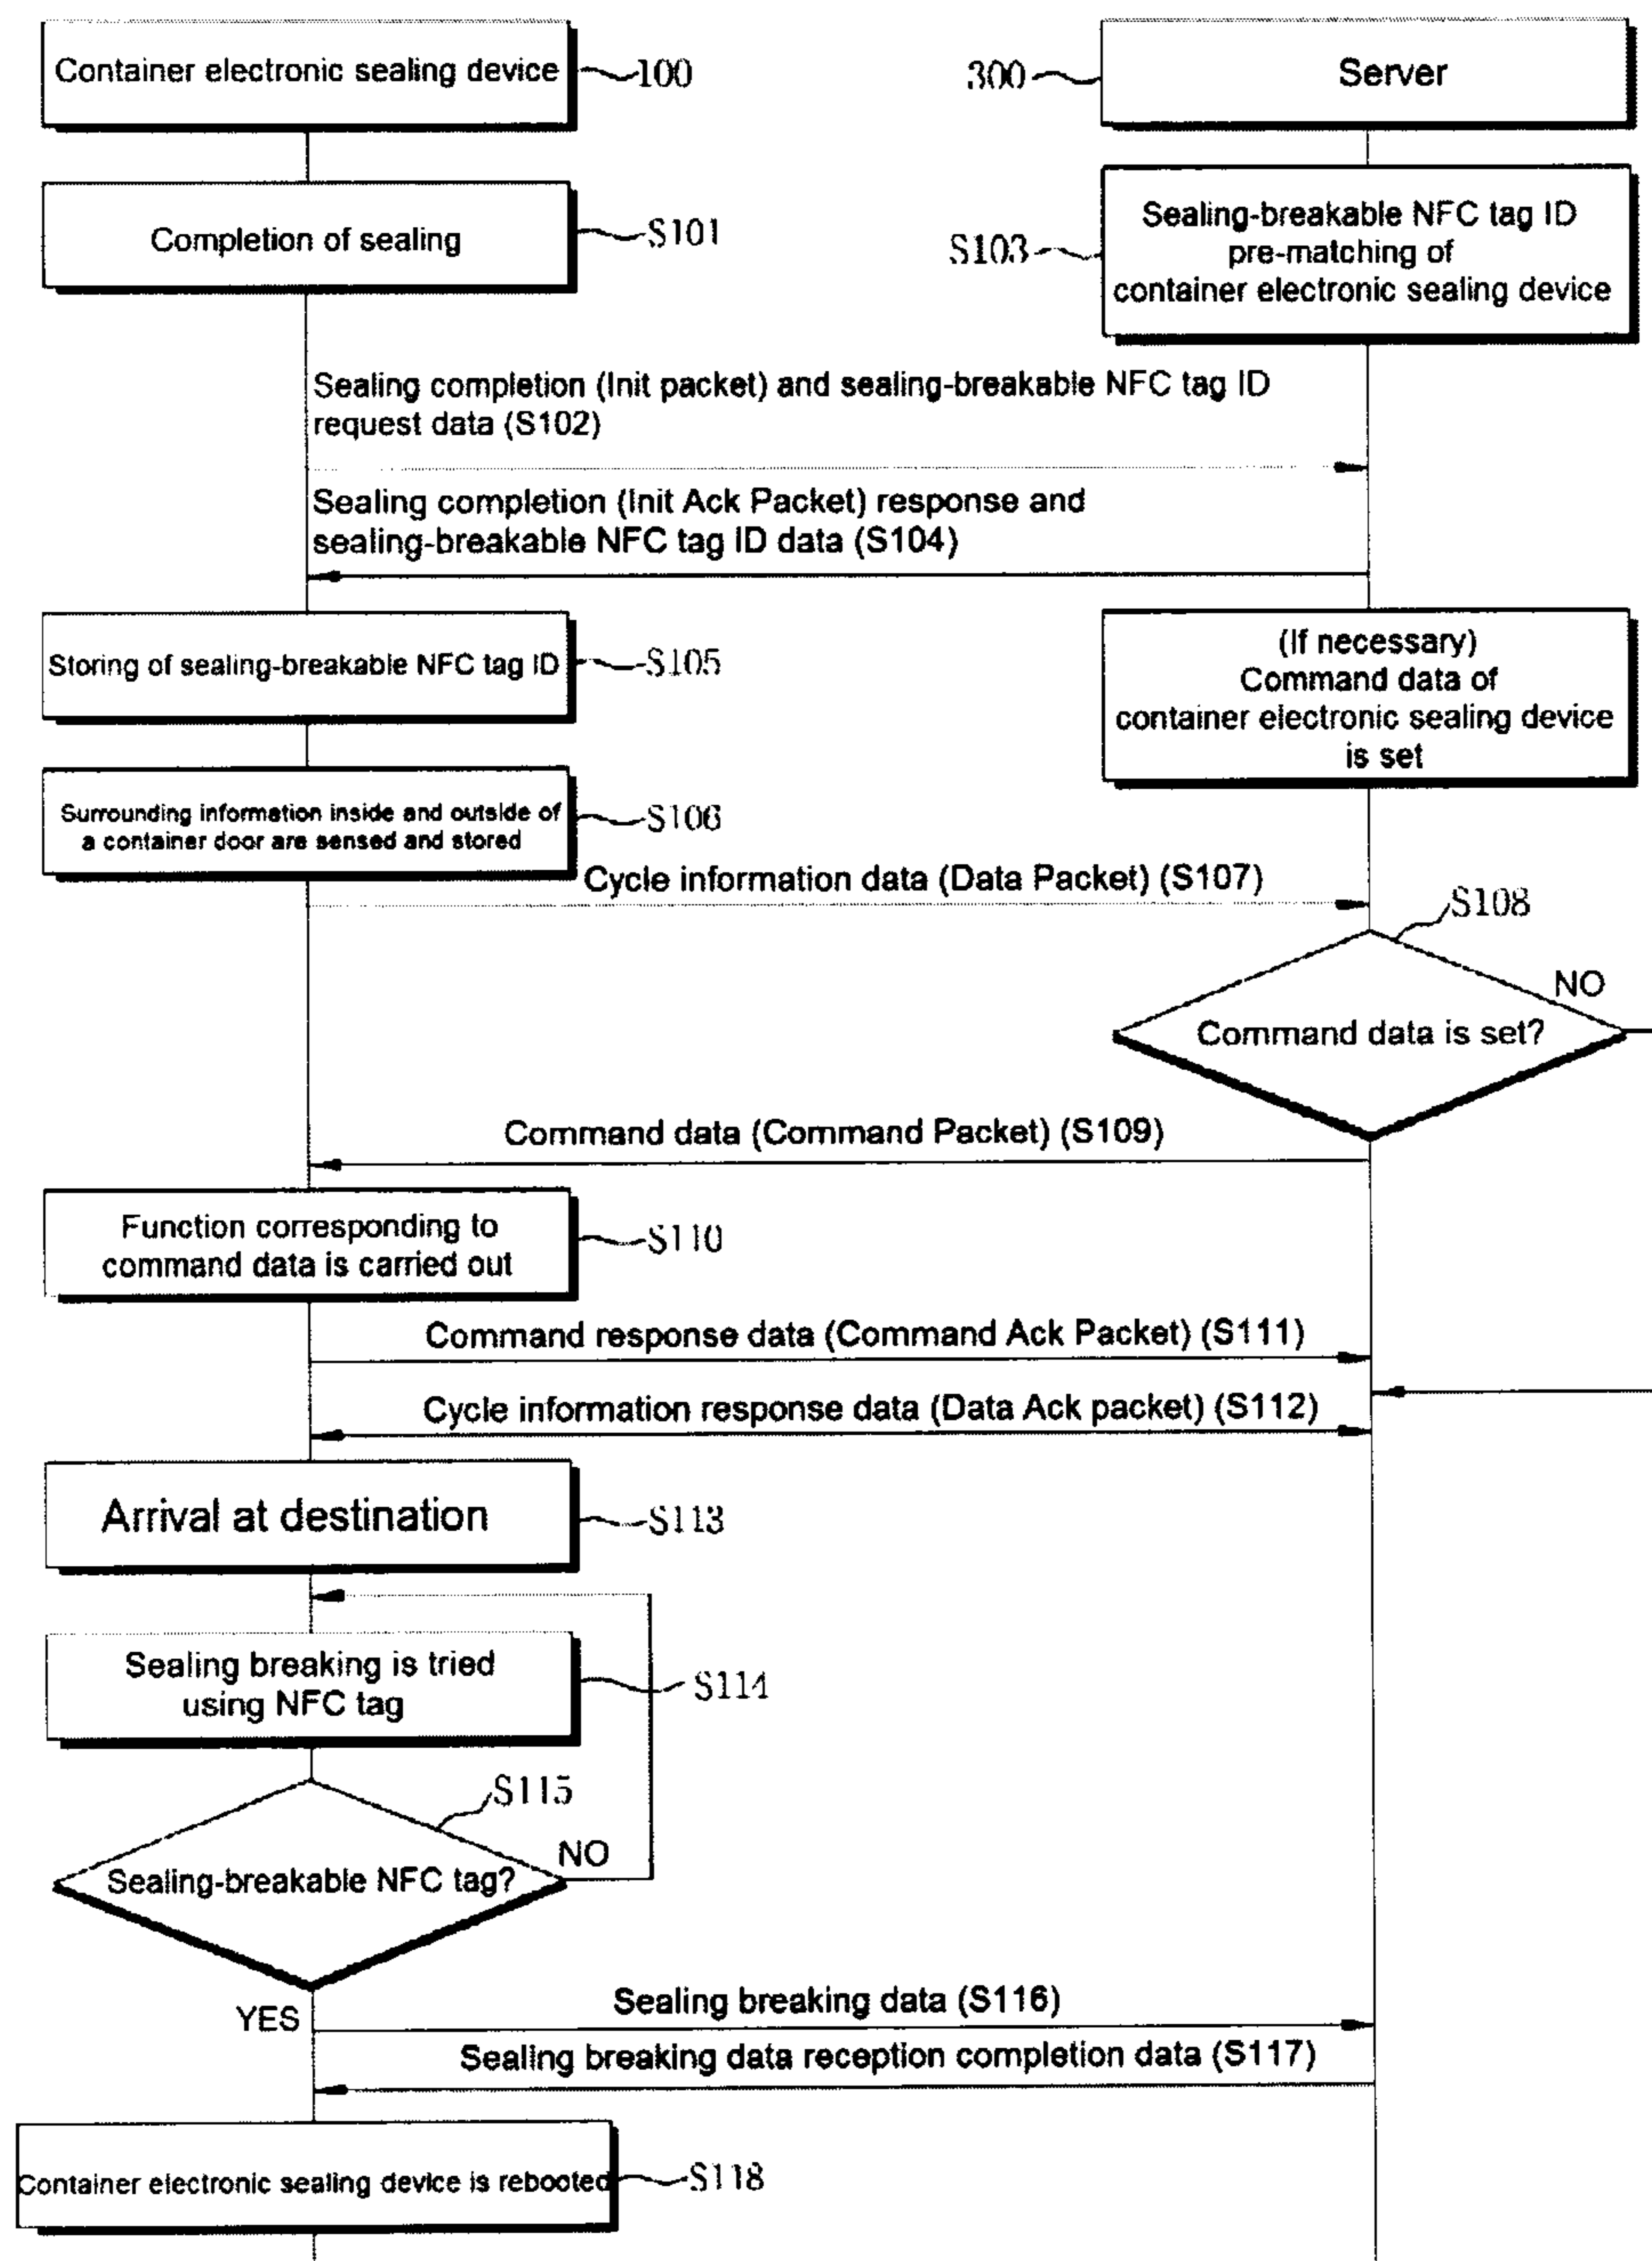 Container electronic sealing device
100
300
Server
Completion of sealing
S101
S103
Sealing-breakable NFC tag ID
pre-matching of
container electronic sealing device
Sealing completion (Init packet) and sealing-breakable NFC tag ID
request data (S102)
Sealing completion (Init Ack Packet) response and
sealing-breakable NFC tag ID data (S104)
Storing of sealing-breakable NFC tag ID
S105
(If necessary)
Command data of
container electronic sealing device
is set
Surrounding information inside and outside of
a container door are sensed and stored
S106
Cycle information data (Data Packet) (S107)
S108
NO
Command data is set?
Command data (Command Packet) (S109)
Function corresponding to
command data is carried out
S110
Command response data (Command Ack Packet) (S111)
Cycle information response data (Data Ack packet) (S112)
Arrival at destination
S113
Sealing breaking is tried
using NFC tag
S114
S115
NO
Sealing-breakable NFC tag?
YES
Sealing breaking data (S116)
Sealing breaking data reception completion data (S117)
Container electronic sealing device is rebooted
S118